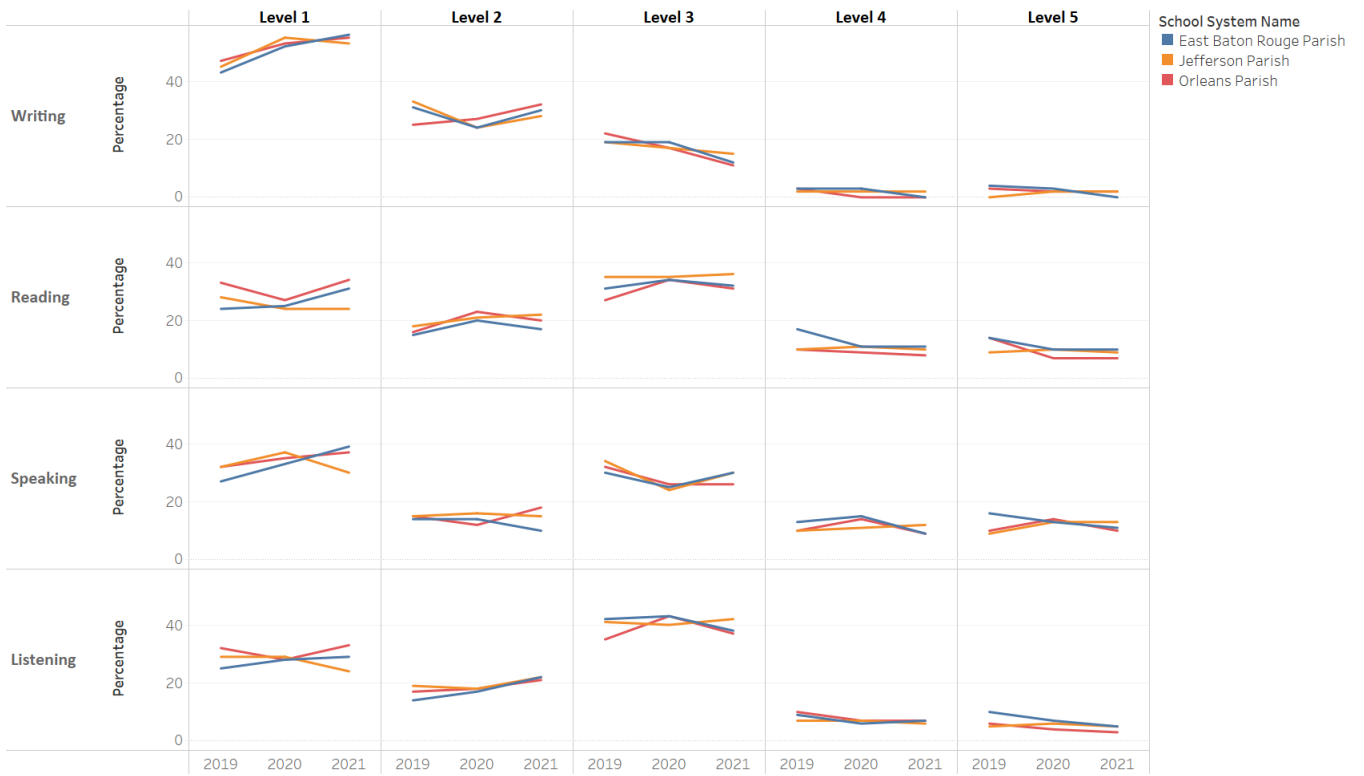 Level 1 Level 2 Level 3 Level 4 Level 5
School System Name
East Baton Rouge Parish
Jefferson Parish
Orleans Parish
Writing
Percentage
40
20
0
Reading
Percentage
40
20
0
Speaking
Percentage
40
20
0
Listening
Percentage
40
20
0
2019 2020 2021 2019 2020 2021 2019 2020 2021 2019 2020 2021 2019 2020 2021